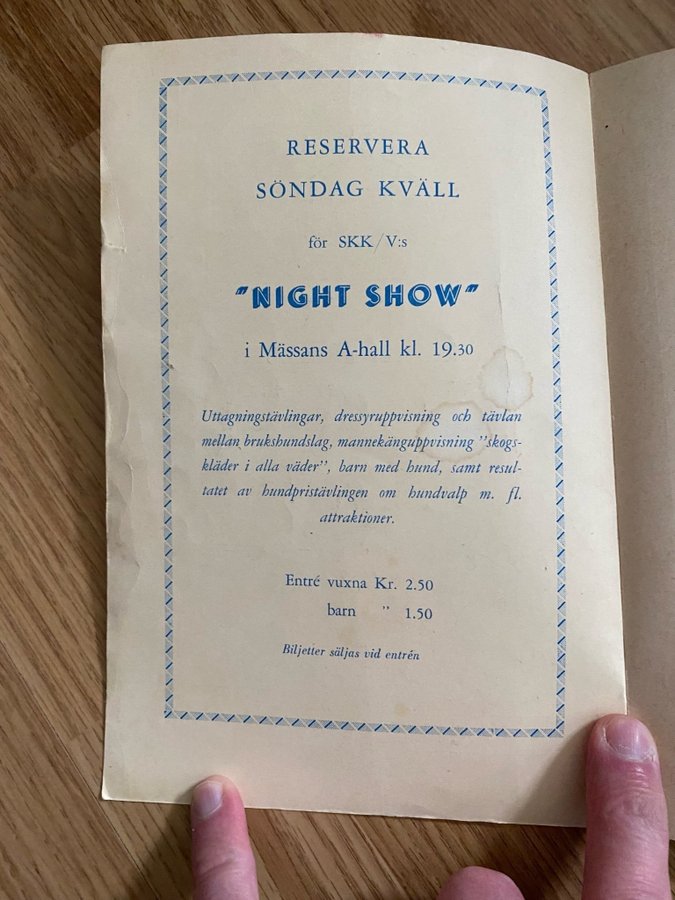 RESERVERA
SÖNDAG KVÄLL
för SKK/V:s
"NIGHT SHOW"
i Mässans A-hall kl. 19.30
Uttagningstävlingar, dressyruppvisning och tävlan
mellan brukshundslag, mannekänguppvisning "skogs-
kläder i alla väder", barn med hund, samt resul-
tatet av hundpristävlingen om hundvalp m. fl.
attraktioner.
Entré vuxna Kr. 2.50
barn " 1.50
Biljetter säljas vid entrén